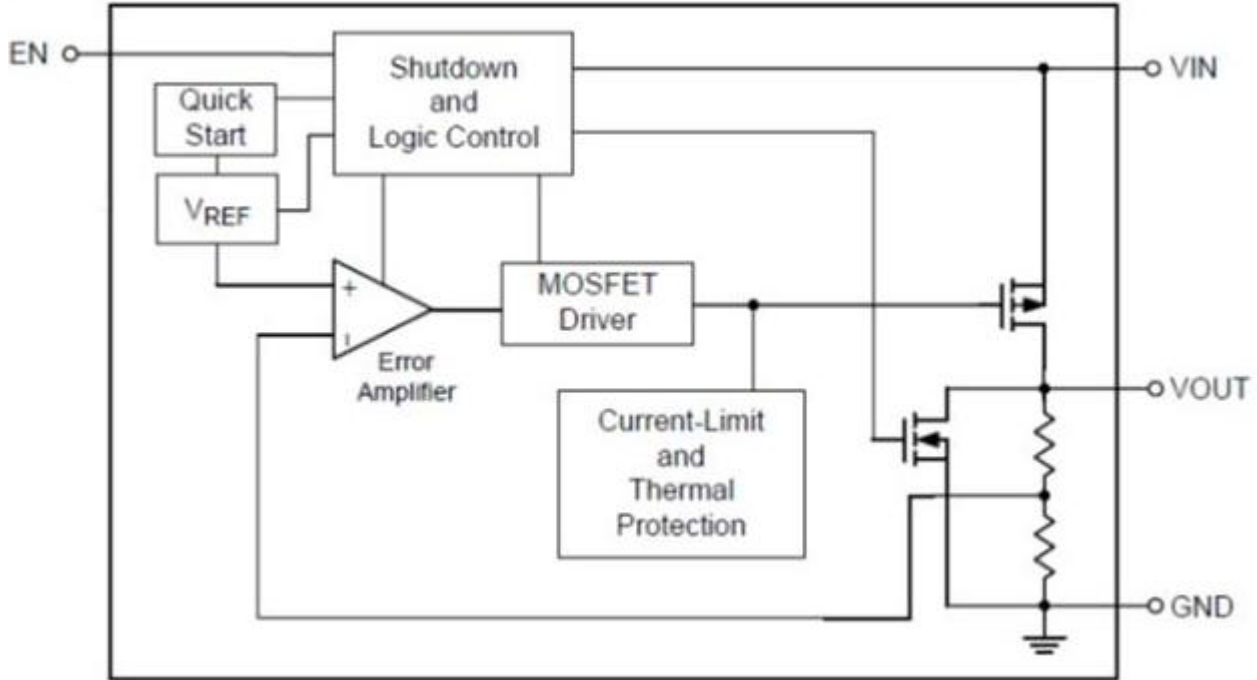 EN
Shutdown
and
Logic Control
VIN
Quick
Start
VREF
+
MOSFET
Driver
Error
Amplifier
VOUT
Current-Limit
and
Thermal
Protection
GND